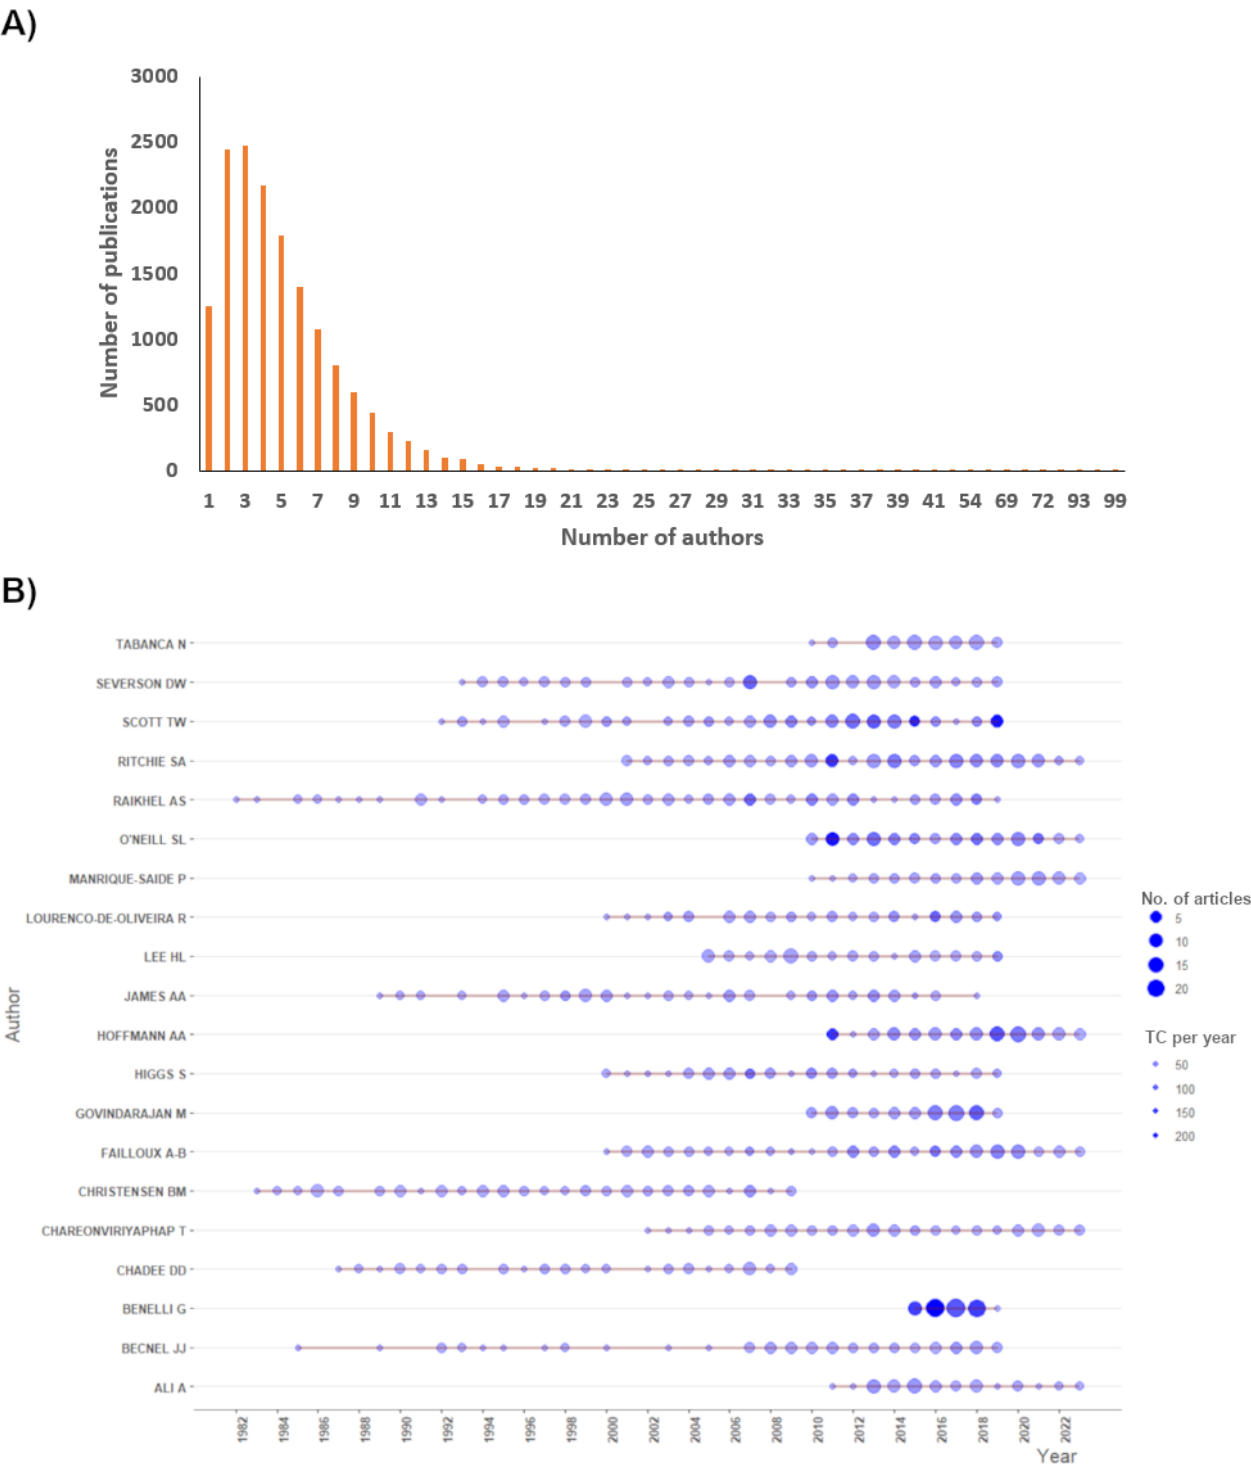 A)
3000
2500
2000
1500
1000
500
0
Number of publications
1 3 5 7 9 11 13 15 17 19 21 23 25 27 29 31 33 35 37 39 41 54 69 72 93 99
Number of authors
B)
TABANCA N
SEVERSON DW
SCOTT TW
RITCHIE SA
RAIKHEL AS
O'NEILL SL
MANRIQUE-SAIDE P
LOURENCO-DE-OLIVEIRA R
LEE HL
JAMES AA
HOFFMANN AA
HIGGS S
GOVINDARAJAN M
FAILLOUX A-B
CHRISTENSEN BM
CHAREONVIRIYAPHAP T
CHADEE DD
BENELLI G
BECNEL JJ
ALI A
Author
1982 1984 1986 1988 1990 1992 1994 1996 1998 2000 2002 2004 2006 2008 2010 2012 2014 2016 2018 2020 2022
Year
No. of articles
5
10
15
20
TC per year
50
100
150
200